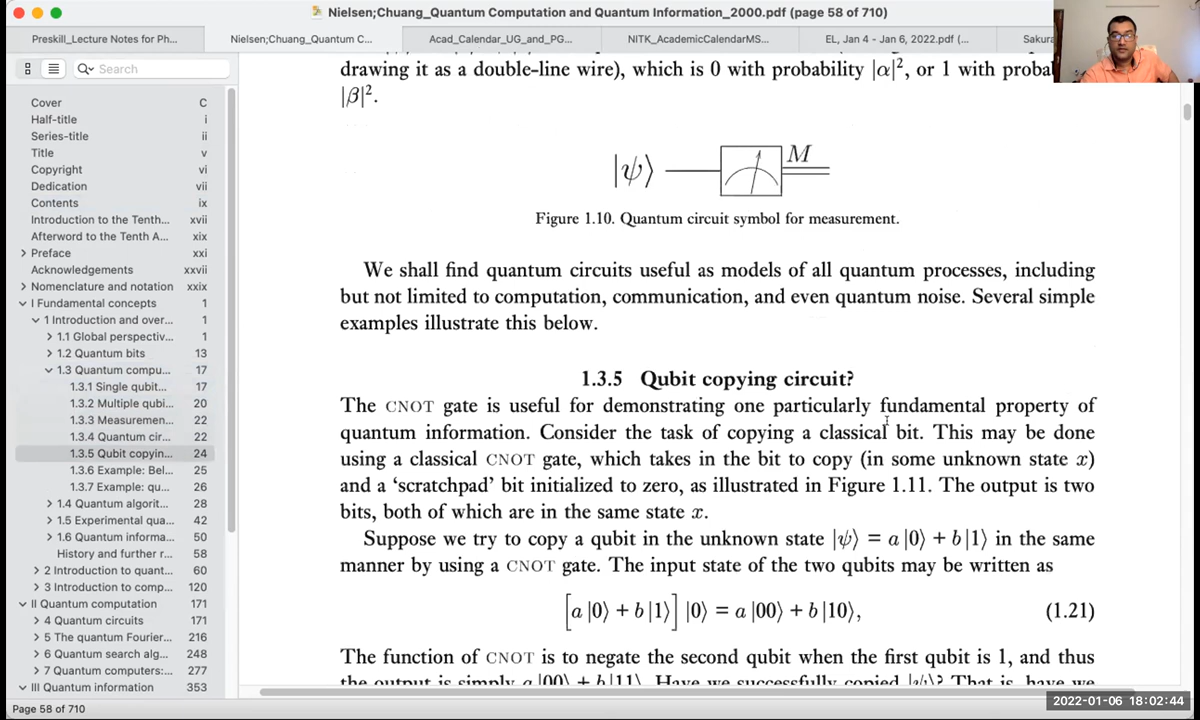 Nielsen;Chuang_Quantum Computation and Quantum Information_2000.pdf (page 58 of 710)
Preskill_Lecture Notes for Ph...
Nielsen;Chuang_Quantum C...
Acad_Calendar_UG_and_PG...
NITK_AcademicCalendarMS...
EL, Jan 4 - Jan 6, 2022.pdf (...
Sakura
Search
Cover C
Half-title i
Series-title ii
Title v
Copyright vi
Dedication vii
Contents ix
Introduction to the Tenth... xvii
Afterword to the Tenth A... xix
> Preface xxi
Acknowledgements xxvii
> Nomenclature and notation xxix
I Fundamental concepts 1
1 Introduction and over... 1
> 1.1 Global perspectiv... 1
> 1.2 Quantum bits 13
1.3 Quantum compu... 17
1.3.1 Single qubit... 17
1.3.2 Multiple qubi... 20
1.3.3 Measuremen... 22
1.3.4 Quantum cir... 22
1.3.5 Qubit copyin... 24
1.3.6 Example: Bel... 25
1.3.7 Example: qu... 26
> 1.4 Quantum algorit... 28
> 1.5 Experimental qua... 42
> 1.6 Quantum informa... 50
History and further r... 58
> 2 Introduction to quant... 60
> 3 Introduction to comp... 120
II Quantum computation 171
> 4 Quantum circuits 171
> 5 The quantum Fourier... 216
> 6 Quantum search alg... 248
> 7 Quantum computers:... 277
III Quantum information 353
Page 58 of 710
drawing it as a double-line wire), which is 0 with probability |α|², or 1 with probab
|β|².
|ψ⟩ M
Figure 1.10. Quantum circuit symbol for measurement.
We shall find quantum circuits useful as models of all quantum processes, including
but not limited to computation, communication, and even quantum noise. Several simple
examples illustrate this below.
1.3.5 Qubit copying circuit?
The CNOT gate is useful for demonstrating one particularly fundamental property of
quantum information. Consider the task of copying a classical bit. This may be done
using a classical CNOT gate, which takes in the bit to copy (in some unknown state x)
and a ‘scratchpad’ bit initialized to zero, as illustrated in Figure 1.11. The output is two
bits, both of which are in the same state x.
Suppose we try to copy a qubit in the unknown state |ψ⟩ = a|0⟩ + b|1⟩ in the same
manner by using a CNOT gate. The input state of the two qubits may be written as
[a|0⟩ + b|1⟩] |0⟩ = a|00⟩ + b|10⟩, (1.21)
The function of CNOT is to negate the second qubit when the first qubit is 1, and thus
the output is simply a|00⟩ + b|11⟩. Have we successfully copied |ψ⟩? That is, have we
2022-01-06 18:02:44